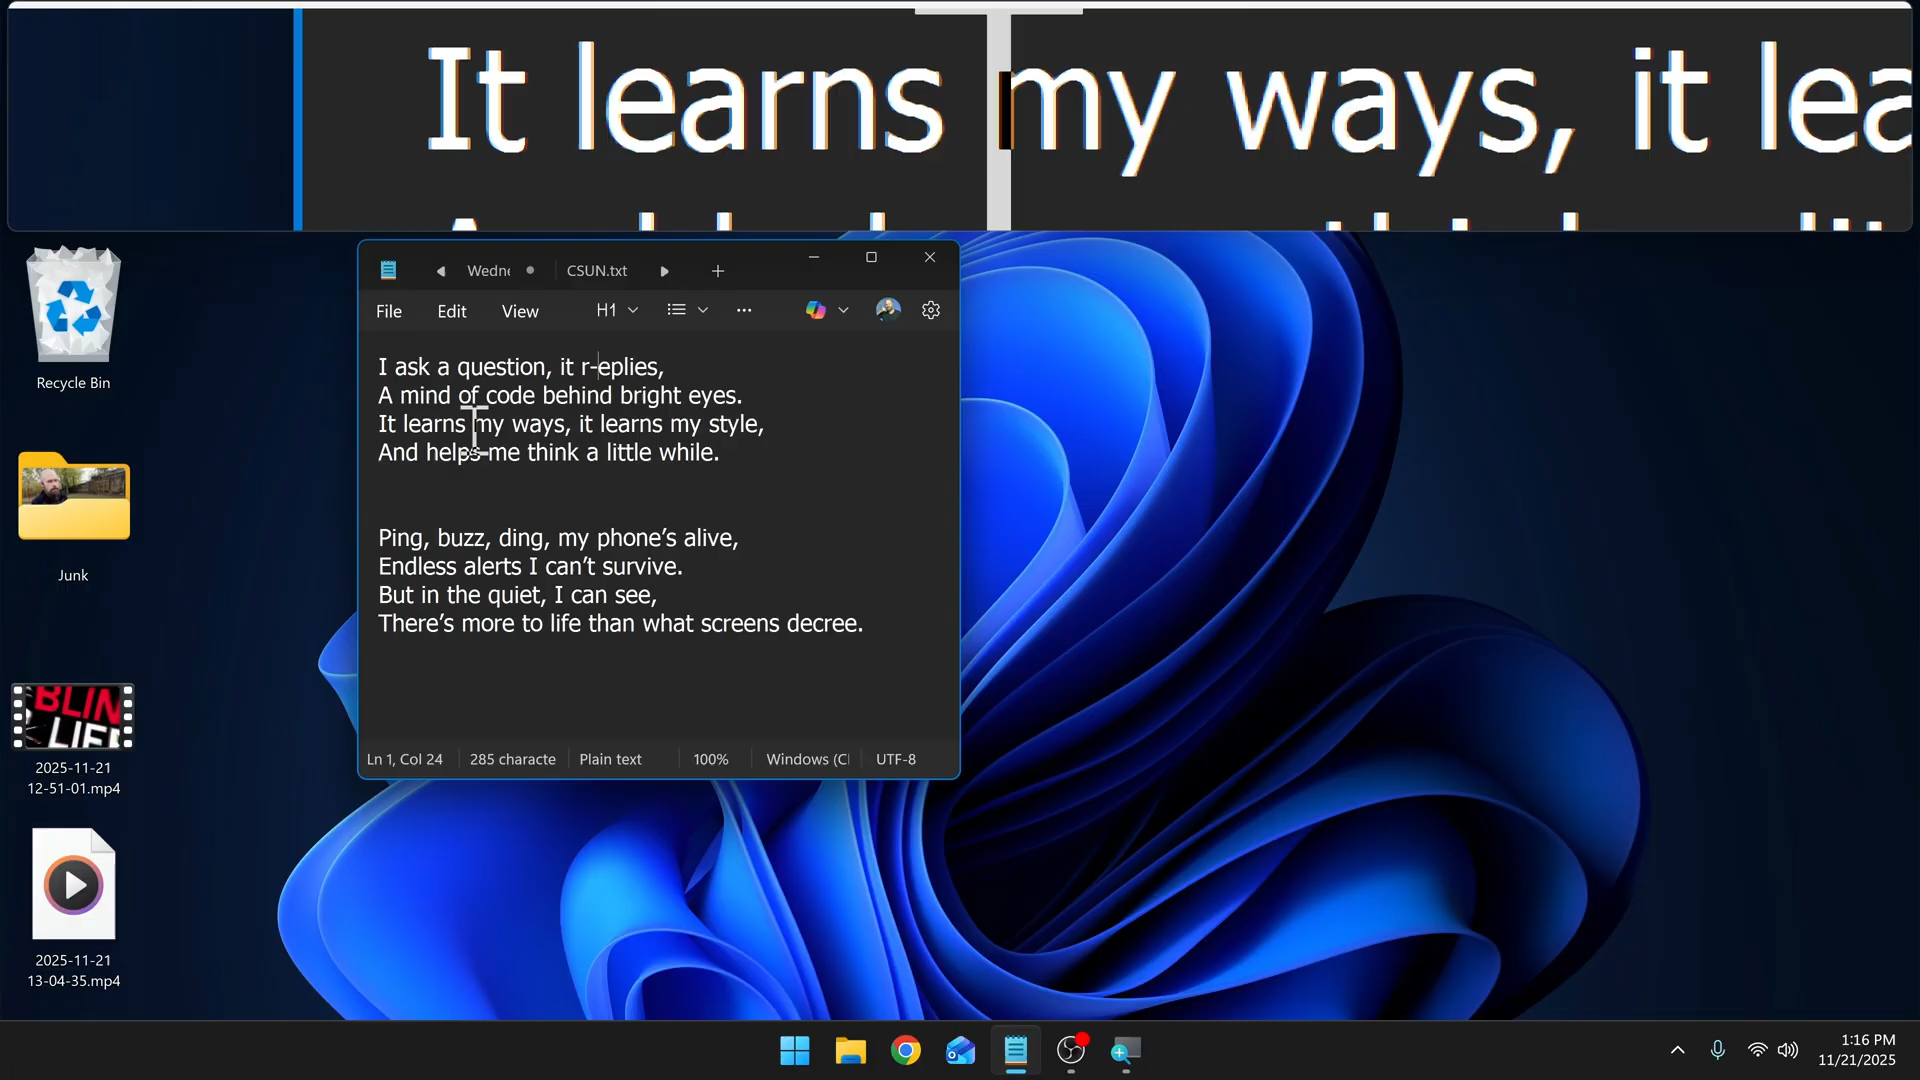 It learns my ways, it lea
Recycle Bin
Junk
2025-11-21
12-51-01.mp4
2025-11-21
13-04-35.mp4
Wedne
CSUN.txt
File
Edit
View
H1
I ask a question, it r-eplies,
A mind of code behind bright eyes.
It learns my ways, it learns my style,
And helps-me think a little while.
Ping, buzz, ding, my phone’s alive,
Endless alerts I can’t survive.
But in the quiet, I can see,
There’s more to life than what screens decree.
Ln 1, Col 24
285 characte
Plain text
100%
Windows (C
UTF-8
BLIN
LIFE
1:16 PM
11/21/2025